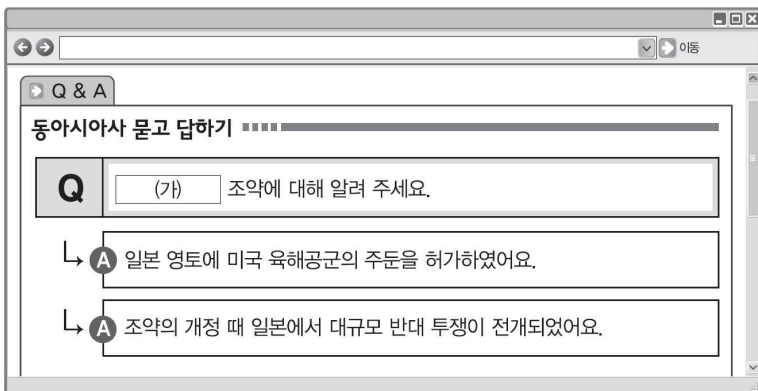 이동
Q & A
동아시아사 묻고 답하기
Q (가) 조약에 대해 알려 주세요.
A 일본 영토에 미국 육해공군의 주둔을 허가하였어요.
A 조약의 개정 때 일본에서 대규모 반대 투쟁이 전개되었어요.